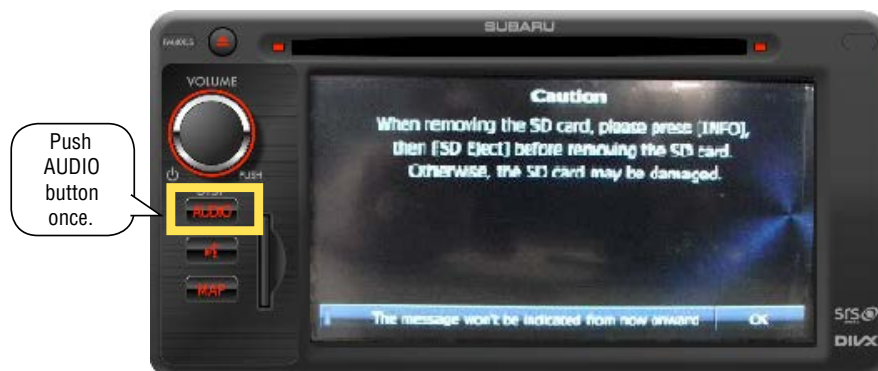 SUBARU
VOLUME
Push
AUDIO
button
once.
PUSH
DISP
AUDIO
MAP
Caution
When removing the SD card, please press [INFO],
then [SD Eject] before removing the SD card.
Otherwise, the SD card may be damaged.
The message won't be indicated from now onward
OK
SRS
DIVX